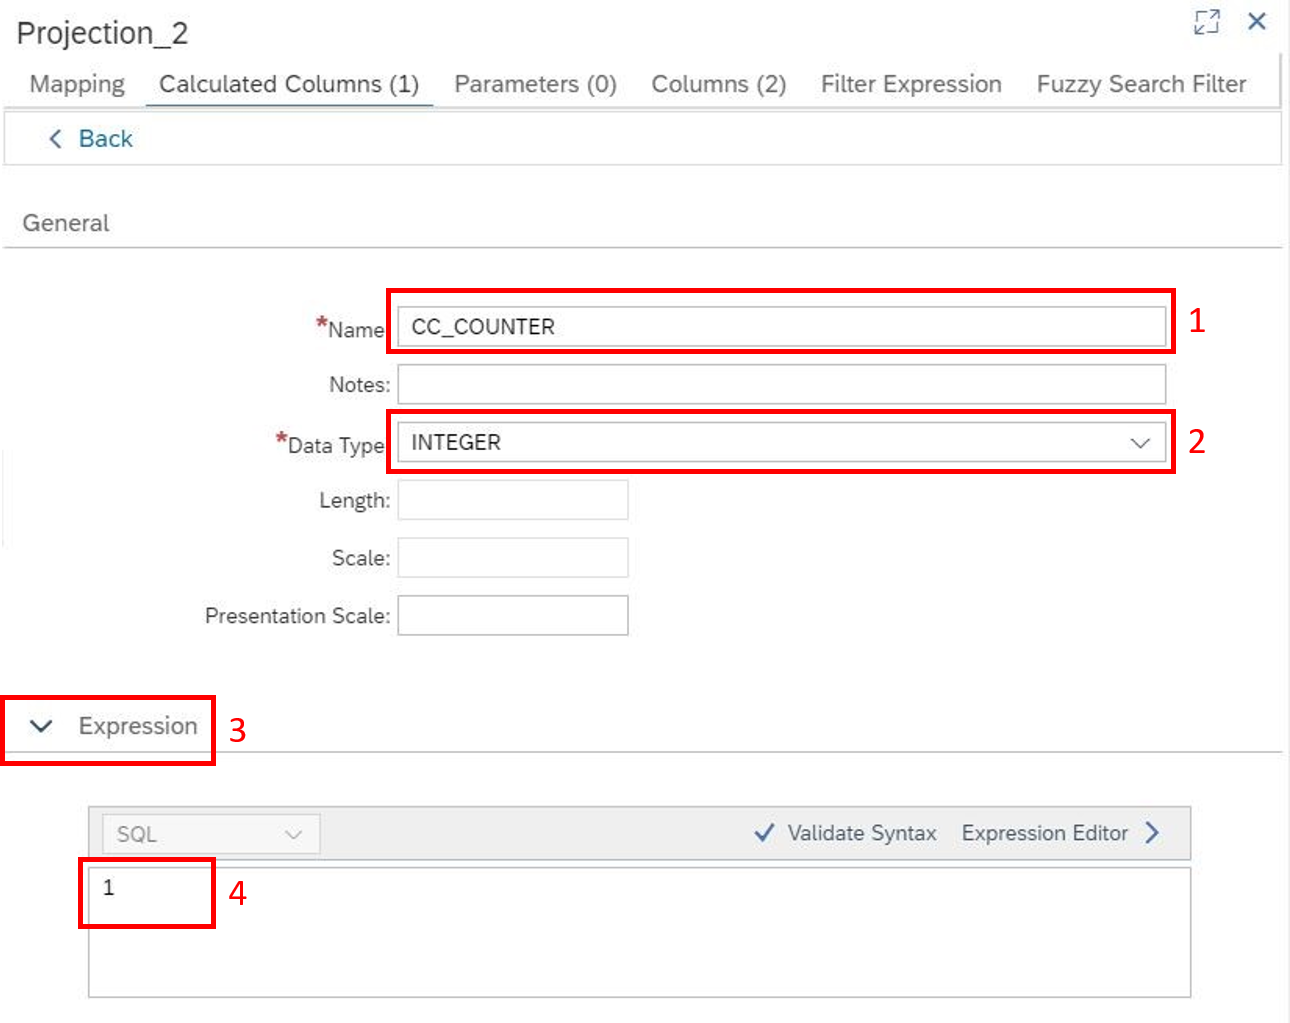 Projection_2
Mapping Calculated Columns (1) Parameters (0) Columns (2) Filter Expression Fuzzy Search Filter
Back
General
*Name CC_COUNTER 1
Notes:
*Data Type INTEGER 2
Length:
Scale:
Presentation Scale:
Expression 3
SQL Validate Syntax Expression Editor
1 4